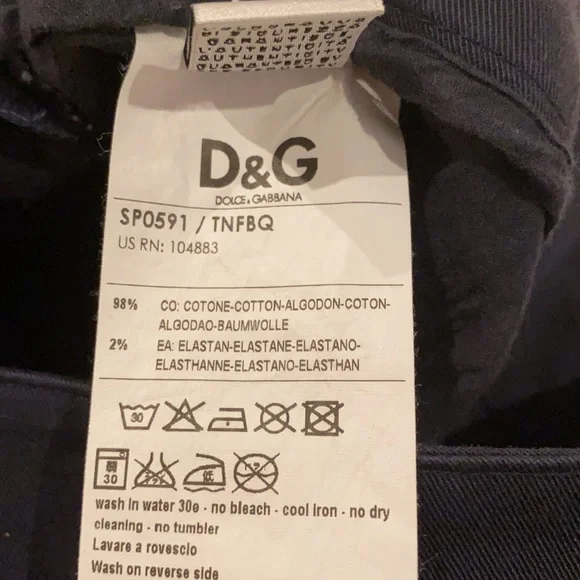 D&G
DOLCE & GABBANA
SP0591 / TNFBQ
US RN: 104883
98% CO: COTONE-COTTON-ALGODON-COTON-
ALGODAO-BAUMWOLLE
2% EA: ELASTAN-ELASTANE-ELASTANO-
ELASTHANNE-ELASTANO-ELASTHAN
30
30 低
wash in water 30e - no bleach - cool iron - no dry
cleaning - no tumbler
Lavare a rovescio
Wash on reverse side